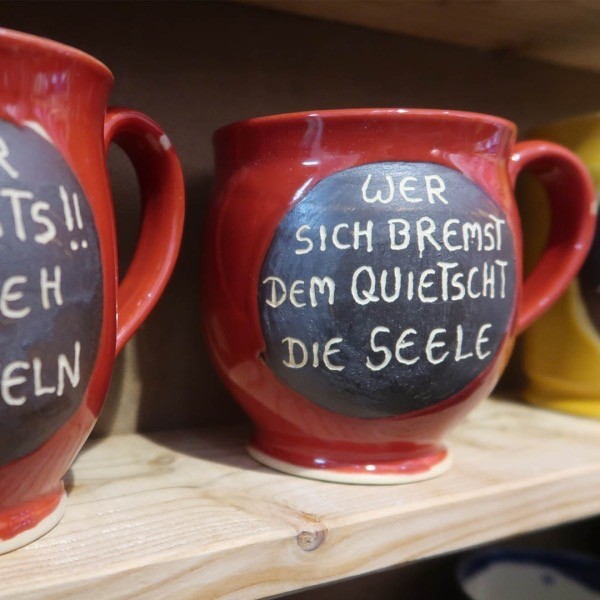 WER
SICH BREMST
DEM QUIETSCHT
DIE SEELE